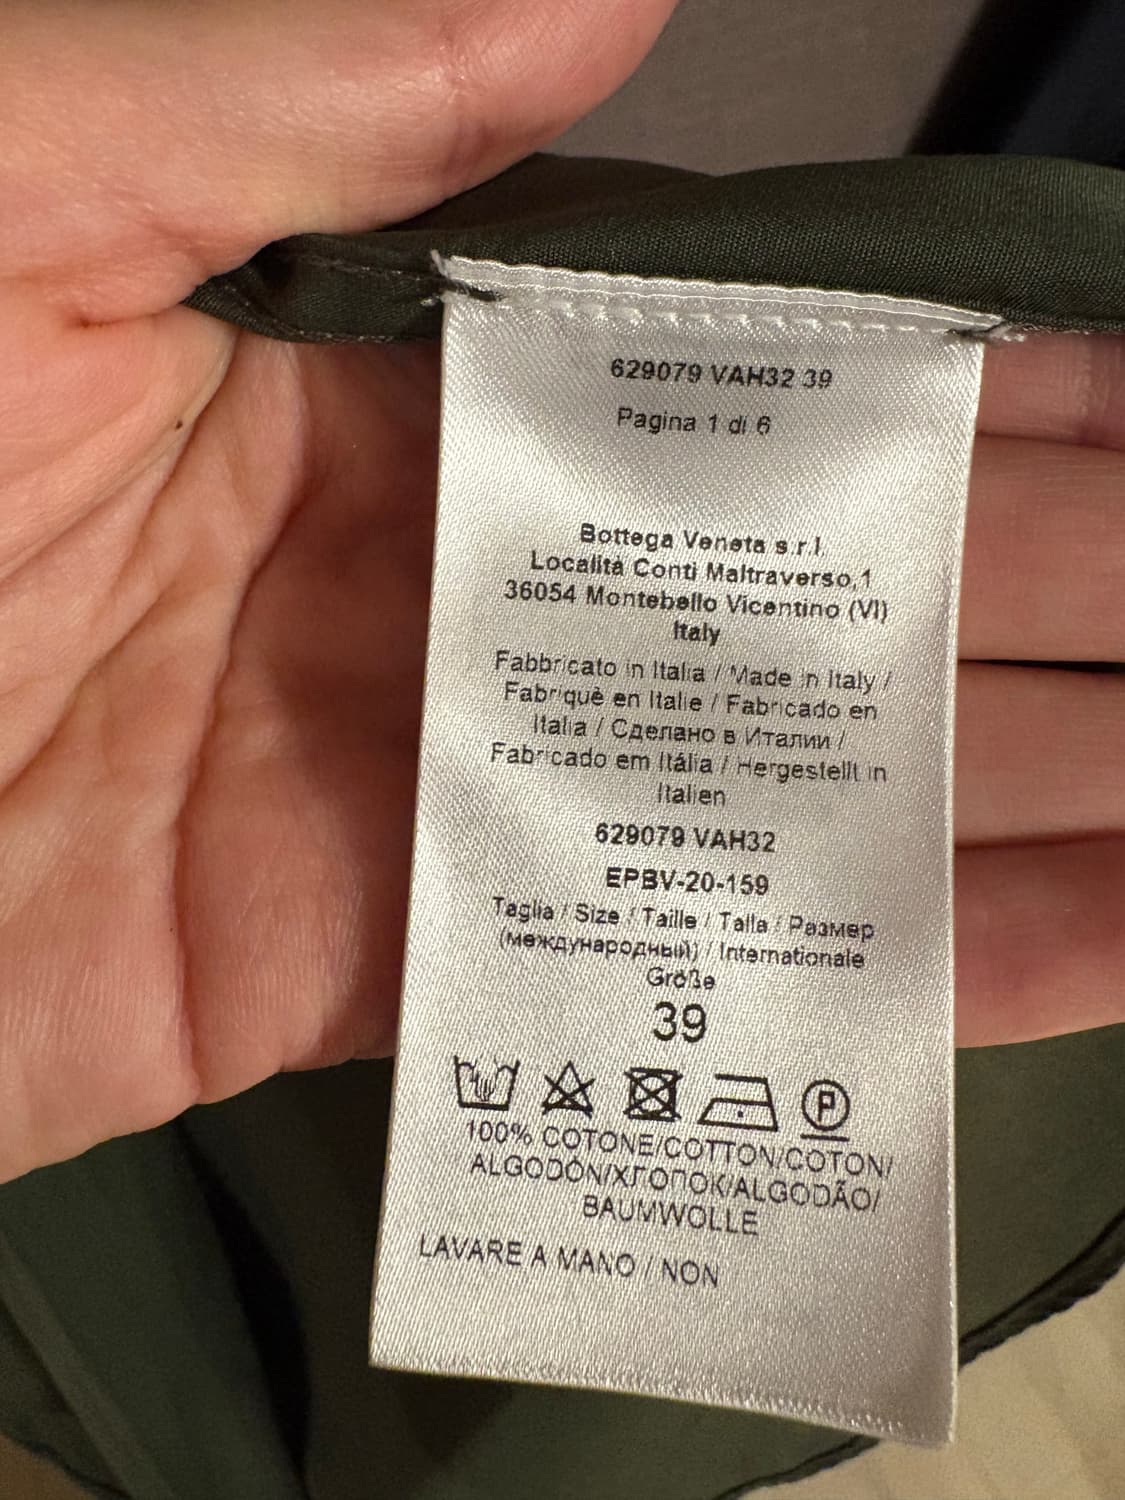 629079 VAH32 39
Pagina 1 di 6
Bottega Veneta s.r.l.
Località Conti Maltraverso,1
36054 Montebello Vicentino (VI)
Italy
Fabbricato in Italia / Made in Italy /
Fabriqué en Italie / Fabricado en
Italia / Сделано в Италии /
Fabricado em Itália / Hergestellt in
Italien
629079 VAH32
EPBV-20-159
Taglia / Size / Taille / Talla / Размер
(международный) / Internationale
Größe
39
P
100% COTONE/COTTON/COTON/
ALGODÓN/ХЛОПОК/ALGODÃO/
BAUMWOLLE
LAVARE A MANO / NON